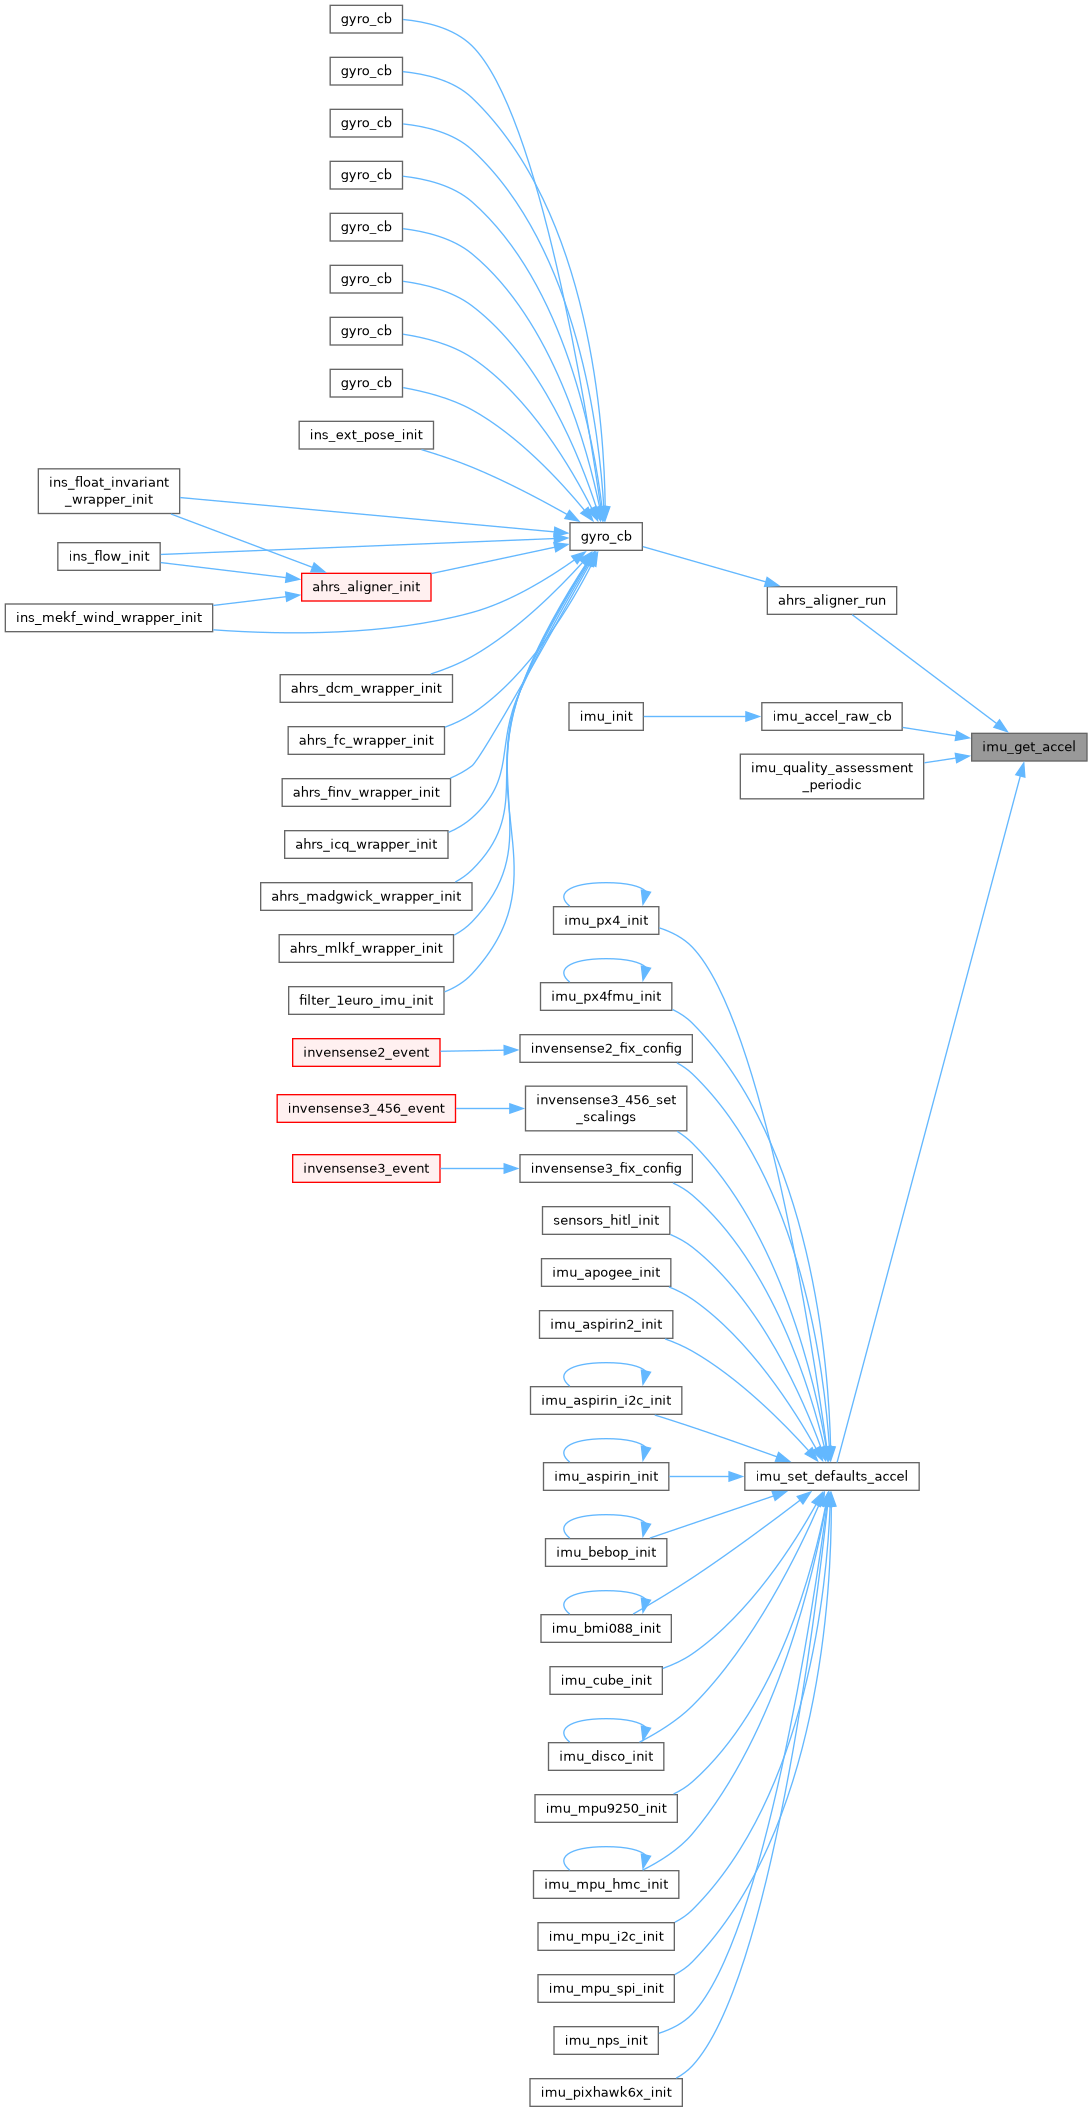 gyro_cb
gyro_cb
gyro_cb
gyro_cb
gyro_cb
gyro_cb
gyro_cb
gyro_cb
ins_ext_pose_init
ins_float_invariant
_wrapper_init
gyro_cb
ins_flow_init
ahrs_aligner_init
ahrs_aligner_run
ins_mekf_wind_wrapper_init
ahrs_dcm_wrapper_init
imu_init
imu_accel_raw_cb
ahrs_fc_wrapper_init
imu_get_accel
imu_quality_assessment
_periodic
ahrs_finv_wrapper_init
ahrs_icq_wrapper_init
ahrs_madgwick_wrapper_init
imu_px4_init
ahrs_mlkf_wrapper_init
imu_px4fmu_init
filter_1euro_imu_init
invensense2_fix_config
invensense2_event
invensense3_456_set
_scalings
invensense3_456_event
invensense3_fix_config
invensense3_event
sensors_hitl_init
imu_apogee_init
imu_aspirin2_init
imu_aspirin_i2c_init
imu_aspirin_init
imu_set_defaults_accel
imu_bebop_init
imu_bmi088_init
imu_cube_init
imu_disco_init
imu_mpu9250_init
imu_mpu_hmc_init
imu_mpu_i2c_init
imu_mpu_spi_init
imu_nps_init
imu_pixhawk6x_init